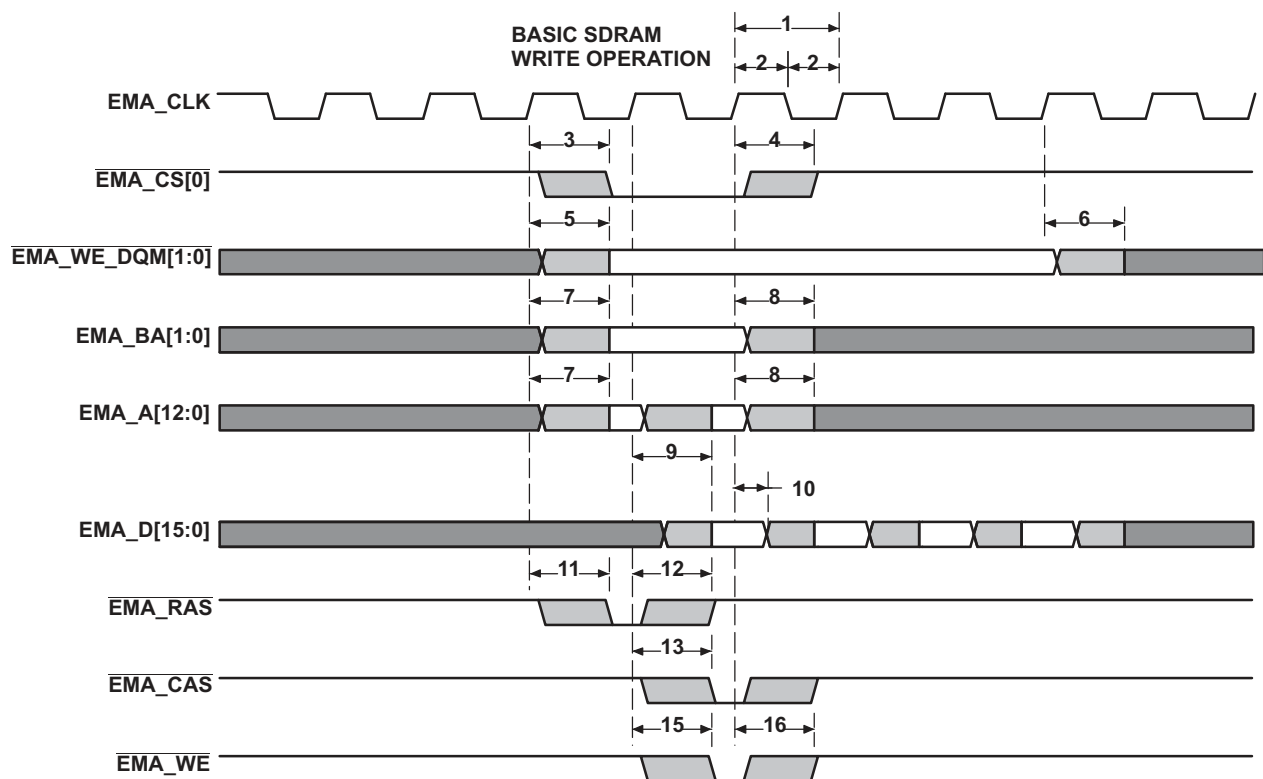 BASIC SDRAM
WRITE OPERATION
1
2 2
EMA_CLK
3 4
EMA_CS[0]
5 6
EMA_WE_DQM[1:0]
7 8
EMA_BA[1:0]
7 8
EMA_A[12:0]
9
10
EMA_D[15:0]
11 12
EMA_RAS
13
EMA_CAS
15 16
EMA_WE